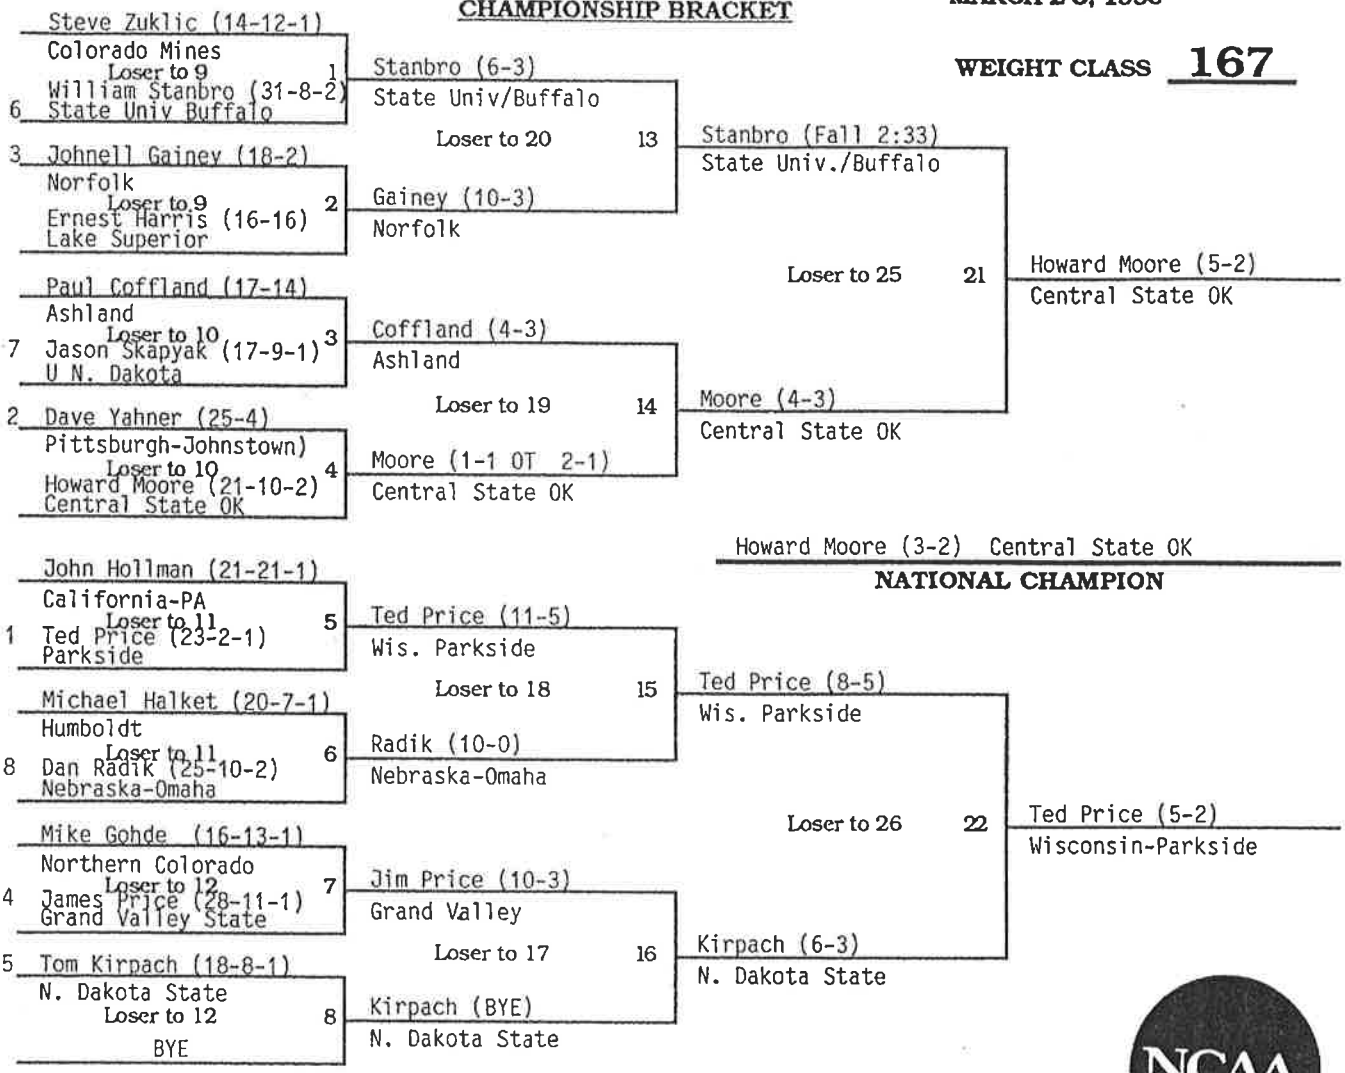 CHAMPIONSHIP BRACKET
WEIGHT CLASS 167
Steve Zuklic (14-12-1)
Colorado Mines
Loser to 9
1
William Stanbro (31-8-2)
6 State Univ Buffalo
Stanbro (6-3)
State Univ/Buffalo
Loser to 20
13
3 Johnell Gainey (18-2)
Norfolk
Loser to 9
2
Ernest Harris (16-16)
Lake Superior
Gainey (10-3)
Norfolk
Stanbro (Fall 2:33)
State Univ./Buffalo
Loser to 25
21
Paul Coffland (17-14)
Ashland
Loser to 10
3
7 Jason Skapyak (17-9-1)
U N. Dakota
Coffland (4-3)
Ashland
Loser to 19
14
2 Dave Yahner (25-4)
Pittsburgh-Johnstown)
Loser to 10
4
Howard Moore (21-10-2)
Central State OK
Moore (1-1 OT 2-1)
Central State OK
Moore (4-3)
Central State OK
Howard Moore (5-2)
Central State OK
Howard Moore (3-2) Central State OK
NATIONAL CHAMPION
John Hollman (21-21-1)
California-PA
Loser to 11
5
1 Ted Price (23-2-1)
Parkside
Ted Price (11-5)
Wis. Parkside
Loser to 18
15
Michael Halket (20-7-1)
Humboldt
Loser to 11
6
8 Dan Radik (25-10-2)
Nebraska-Omaha
Radik (10-0)
Nebraska-Omaha
Ted Price (8-5)
Wis. Parkside
Loser to 26
22
Mike Gohde (16-13-1)
Northern Colorado
Loser to 12
7
4 James Price (28-11-1)
Grand Valley State
Jim Price (10-3)
Grand Valley
Loser to 17
16
5 Tom Kirpach (18-8-1)
N. Dakota State
Loser to 12
8
BYE
Kirpach (BYE)
N. Dakota State
Kirpach (6-3)
N. Dakota State
Ted Price (5-2)
Wisconsin-Parkside
NCAA